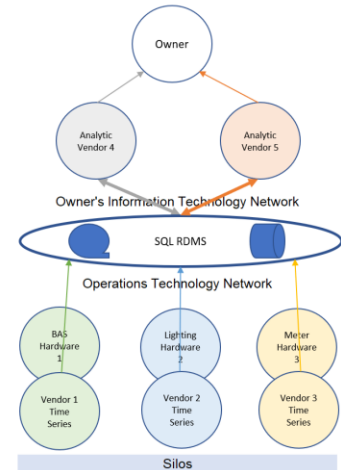 Owner
Analytic
Vendor 4
Analytic
Vendor 5
Owner's Information Technology Network
SQL RDMS
Operations Technology Network
BAS
Hardware
1
Lighting
Hardware
2
Meter
Hardware
3
Vendor 1
Time
Series
Vendor 2
Time
Series
Vendor 3
Time
Series
Silos